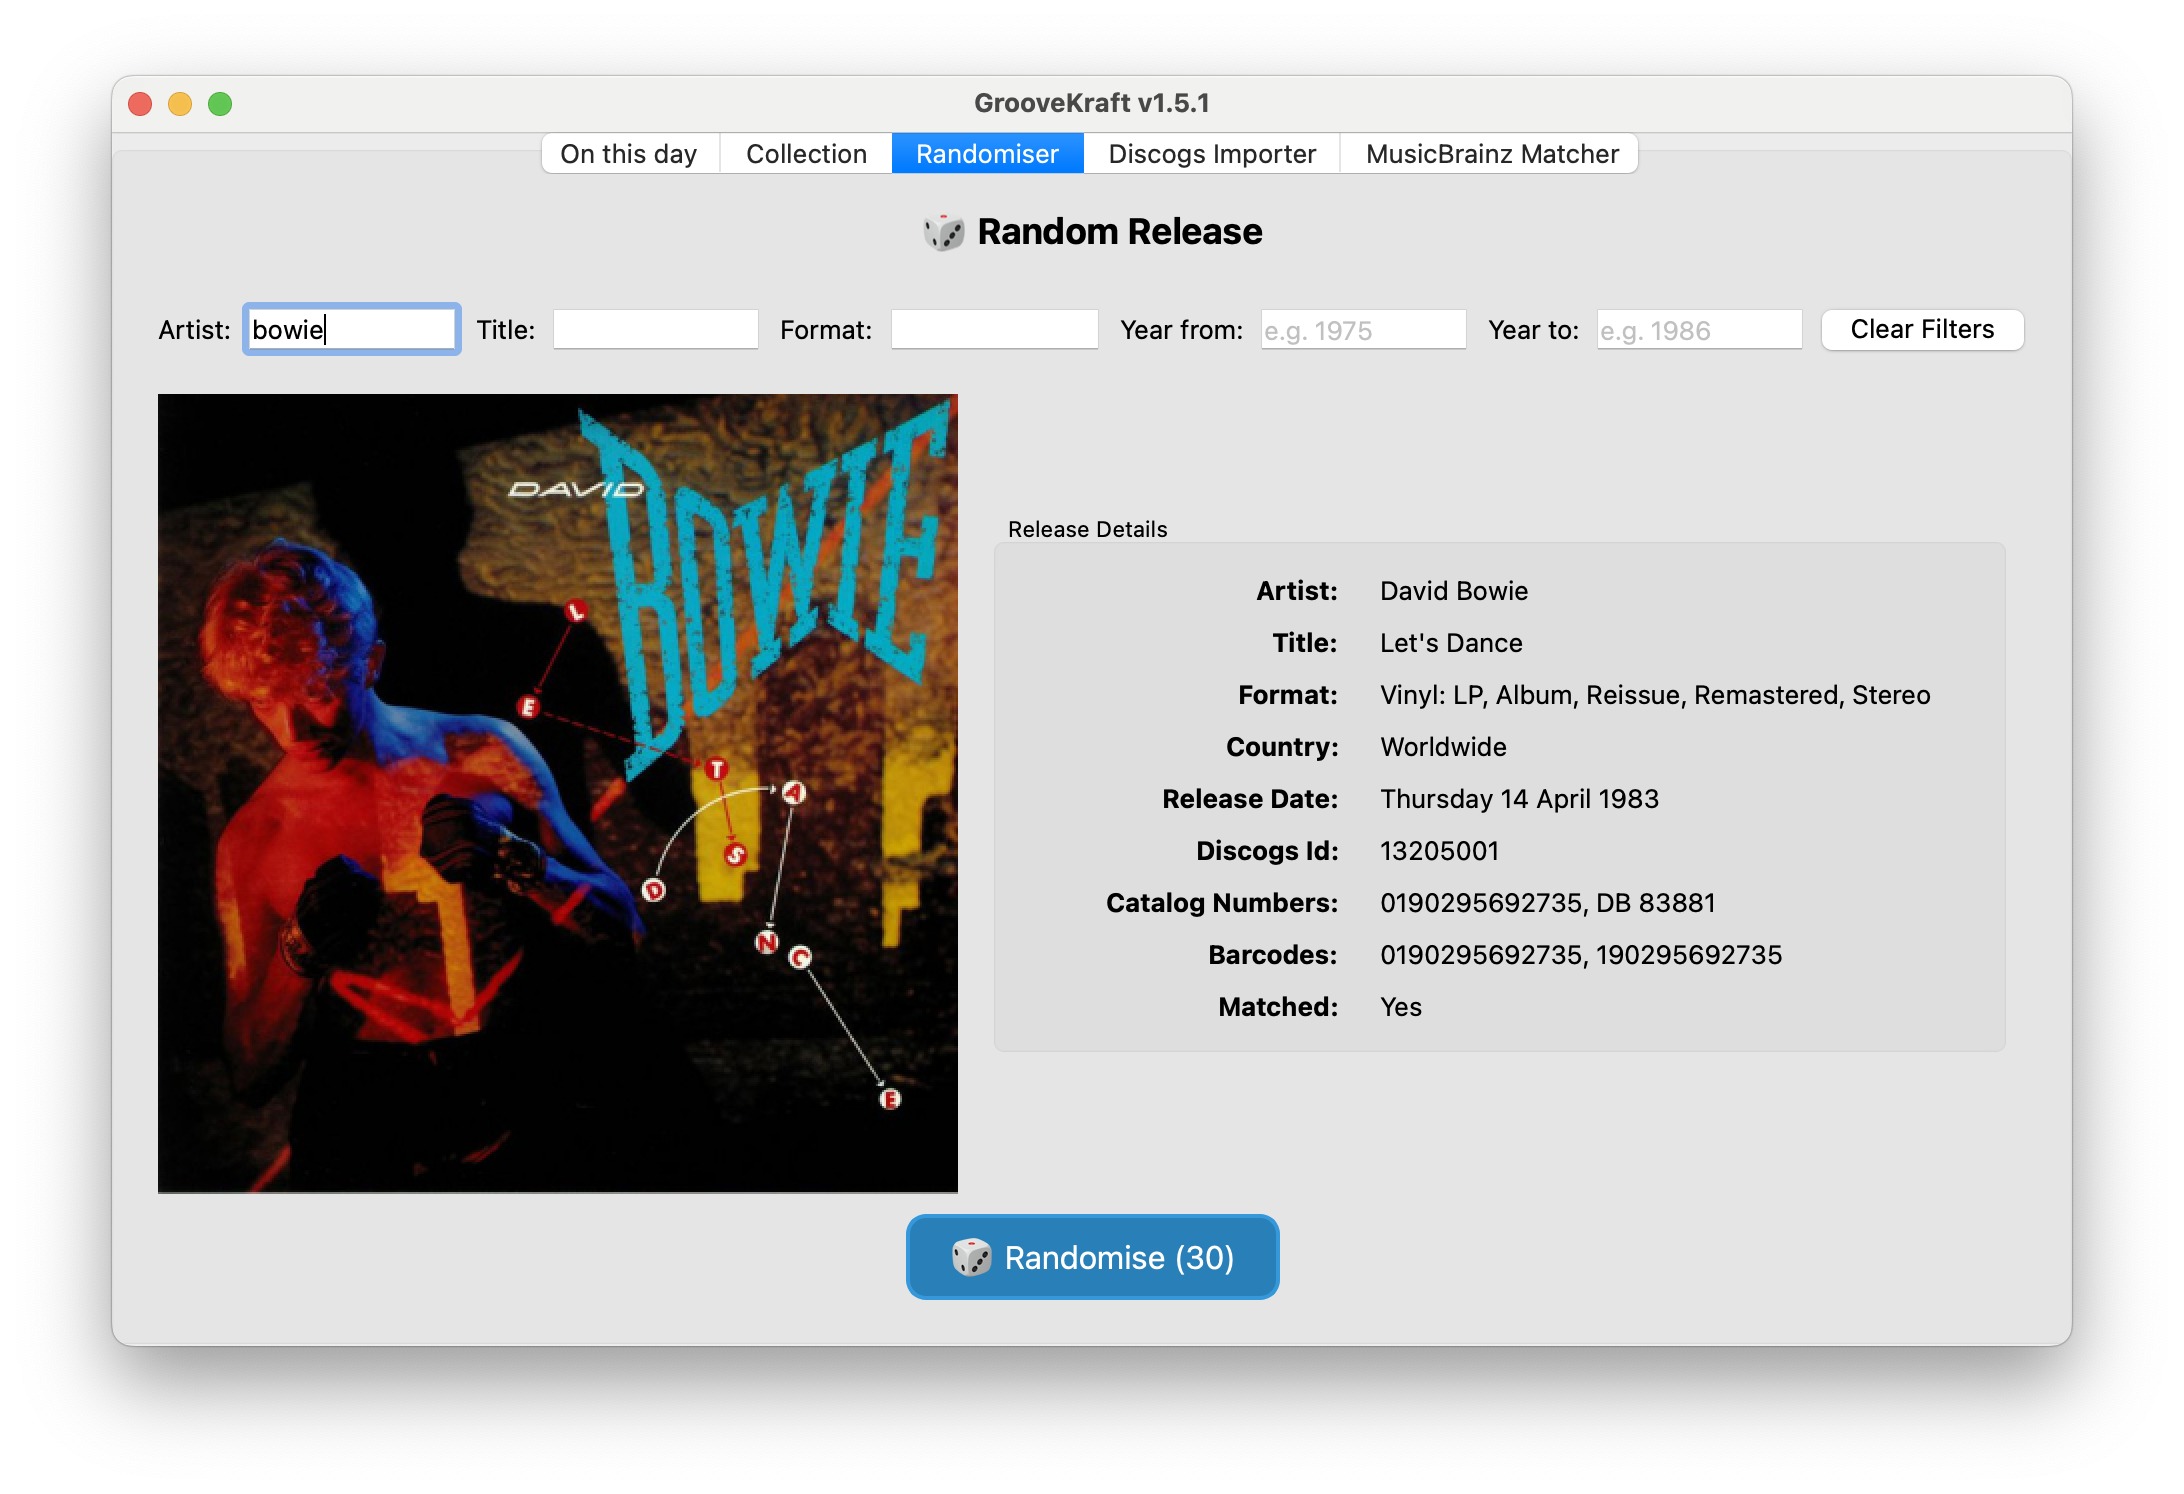 GrooveKraft v1.5.1
On this day Collection Randomiser Discogs Importer MusicBrainz Matcher
Random Release
Artist: bowie Title: Format: Year from: e.g. 1975 Year to: e.g. 1986 Clear Filters
DAVID
BOWIE
L
E
T
S
D
A
N
C
E
Release Details
Artist: David Bowie
Title: Let's Dance
Format: Vinyl: LP, Album, Reissue, Remastered, Stereo
Country: Worldwide
Release Date: Thursday 14 April 1983
Discogs Id: 13205001
Catalog Numbers: 0190295692735, DB 83881
Barcodes: 0190295692735, 190295692735
Matched: Yes
Randomise (30)